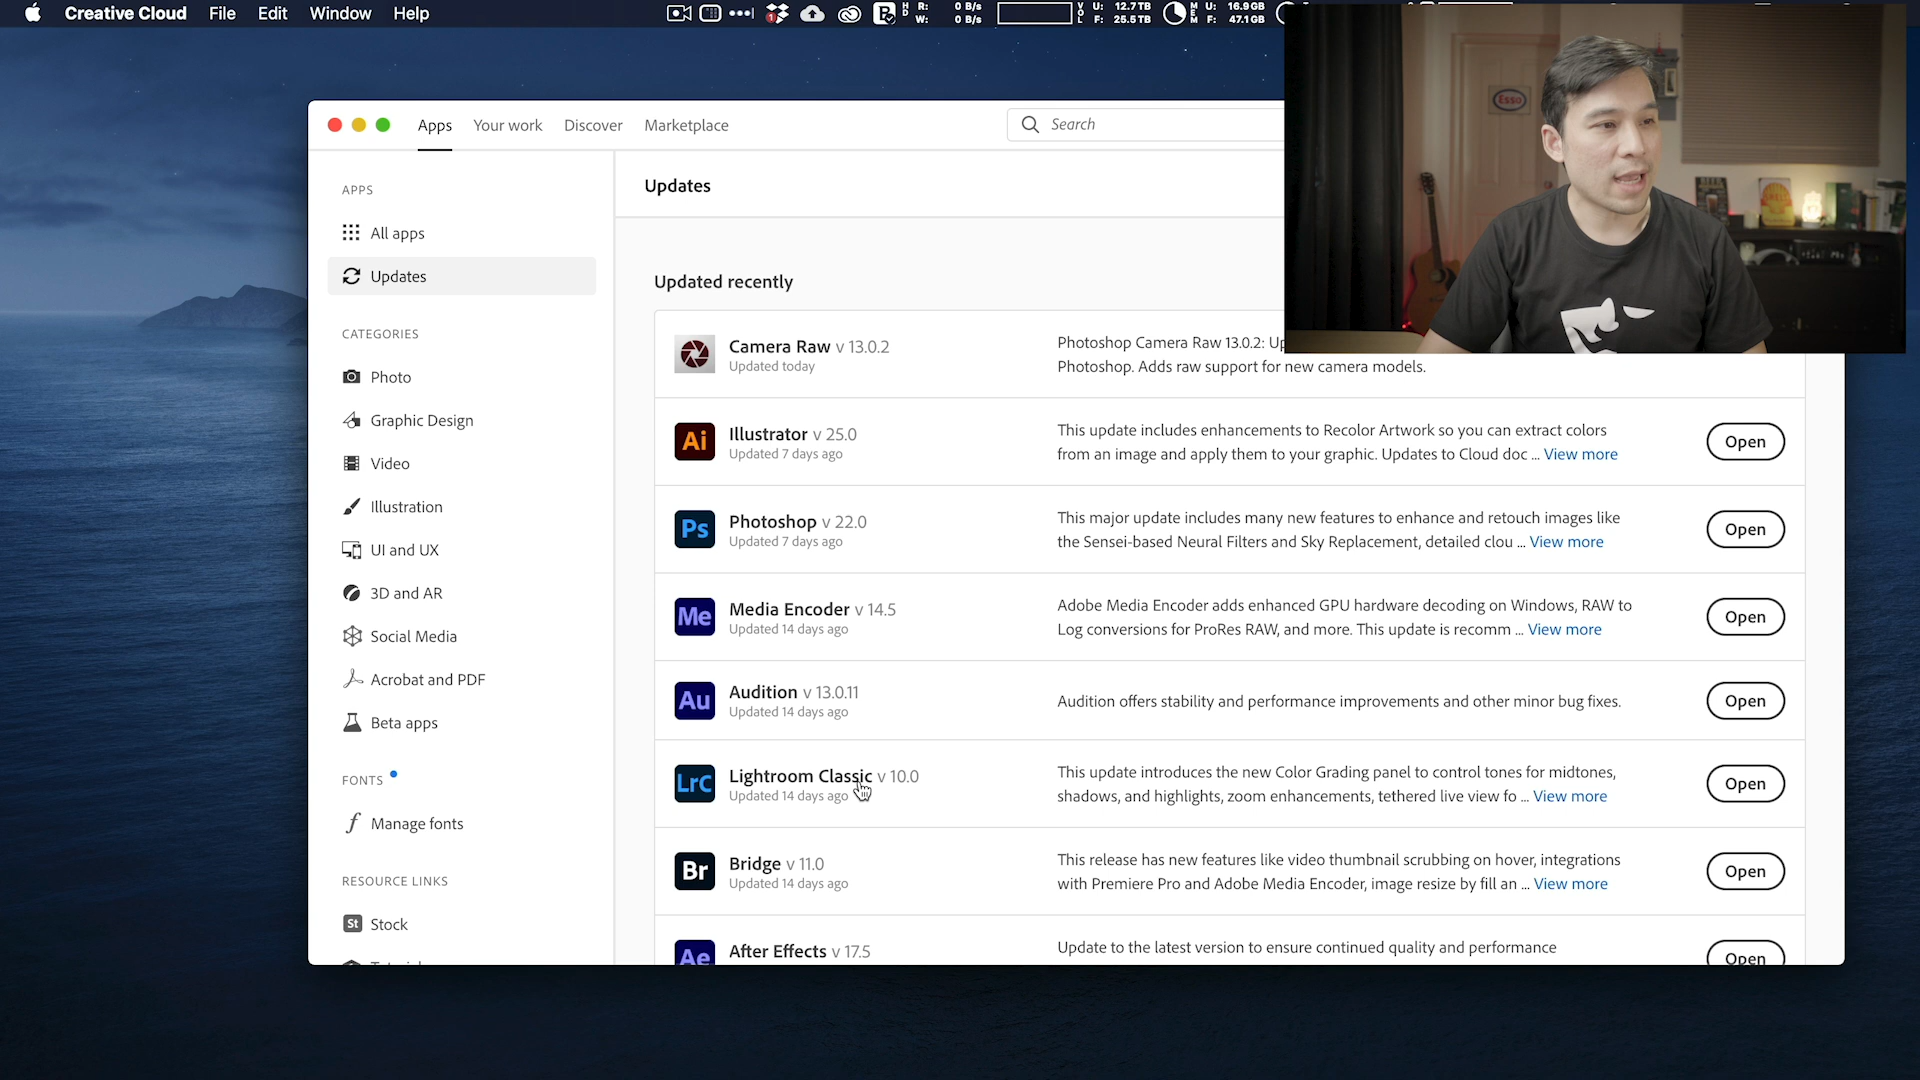 Creative Cloud File Edit Window Help
R: 0 B/s
W: 0 B/s
U: 12.7TB
F: 25.5TB
U: 16.9GB
F: 47.1GB
Esso
Apps Your work Discover Marketplace
Search
APPS
All apps
Updates
CATEGORIES
Photo
Graphic Design
Video
Illustration
UI and UX
3D and AR
Social Media
Acrobat and PDF
Beta apps
FONTS
Manage fonts
RESOURCE LINKS
St Stock
Updates
Updated recently
Camera Raw v 13.0.2
Updated today
Photoshop Camera Raw 13.0.2:
Photoshop. Adds raw support for new camera models.
Ai
Illustrator v 25.0
Updated 7 days ago
This update includes enhancements to Recolor Artwork so you can extract colors
from an image and apply them to your graphic. Updates to Cloud doc ... View more
Open
Ps
Photoshop v 22.0
Updated 7 days ago
This major update includes many new features to enhance and retouch images like
the Sensei-based Neural Filters and Sky Replacement, detailed clou ... View more
Open
Me
Media Encoder v 14.5
Updated 14 days ago
Adobe Media Encoder adds enhanced GPU hardware decoding on Windows, RAW to
Log conversions for ProRes RAW, and more. This update is recomm ... View more
Open
Au
Audition v 13.0.11
Updated 14 days ago
Audition offers stability and performance improvements and other minor bug fixes.
Open
LrC
Lightroom Classic v 10.0
Updated 14 days ago
This update introduces the new Color Grading panel to control tones for midtones,
shadows, and highlights, zoom enhancements, tethered live view fo ... View more
Open
Br
Bridge v 11.0
Updated 14 days ago
This release has new features like video thumbnail scrubbing on hover, integrations
with Premiere Pro and Adobe Media Encoder, image resize by fill an ... View more
Open
Ae
After Effects v 17.5
Update to the latest version to ensure continued quality and performance
Open